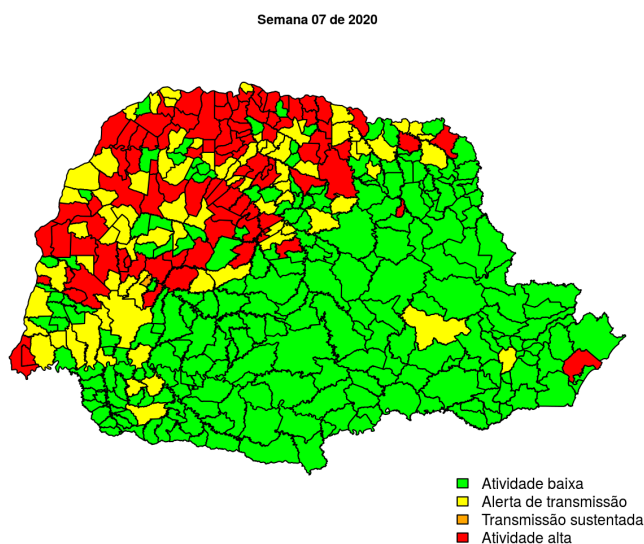 Semana 07 de 2020
Atividade baixa
Alerta de transmissão
Transmissão sustentada
Atividade alta